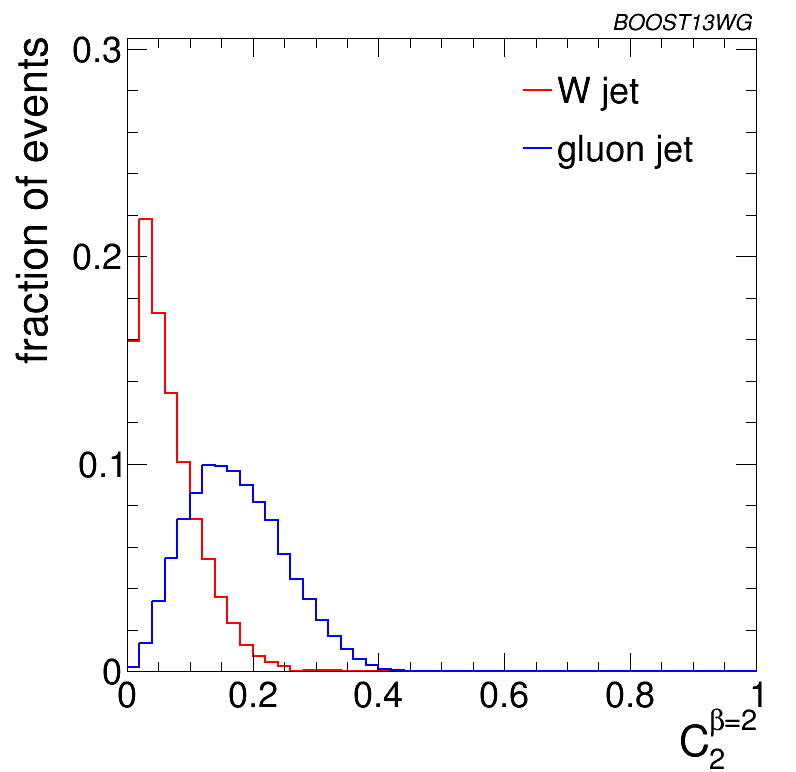 BOOST13WG
fraction of events
0.3
0.2
0.1
0
W jet
gluon jet
0 0.2 0.4 0.6 0.8 1
C₂^β=2